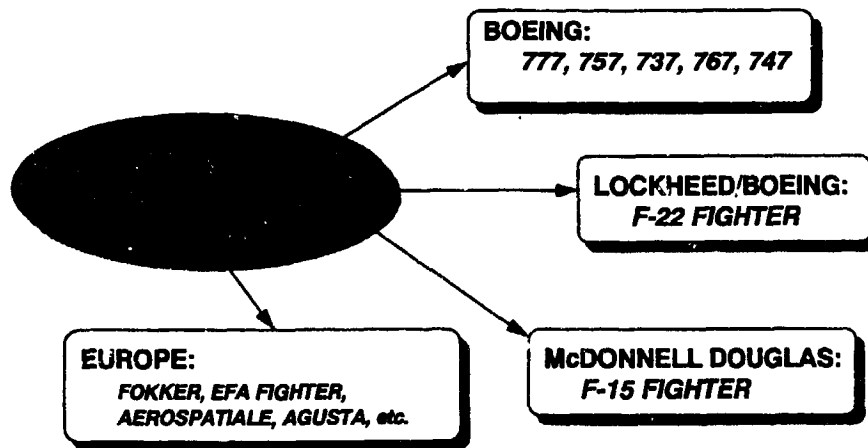 BOEING:
777, 757, 737, 767, 747
LOCKHEED/BOEING:
F-22 FIGHTER
McDONNELL DOUGLAS:
F-15 FIGHTER
EUROPE:
FOKKER, EFA FIGHTER,
AEROSPATIALE, AGUSTA, etc.